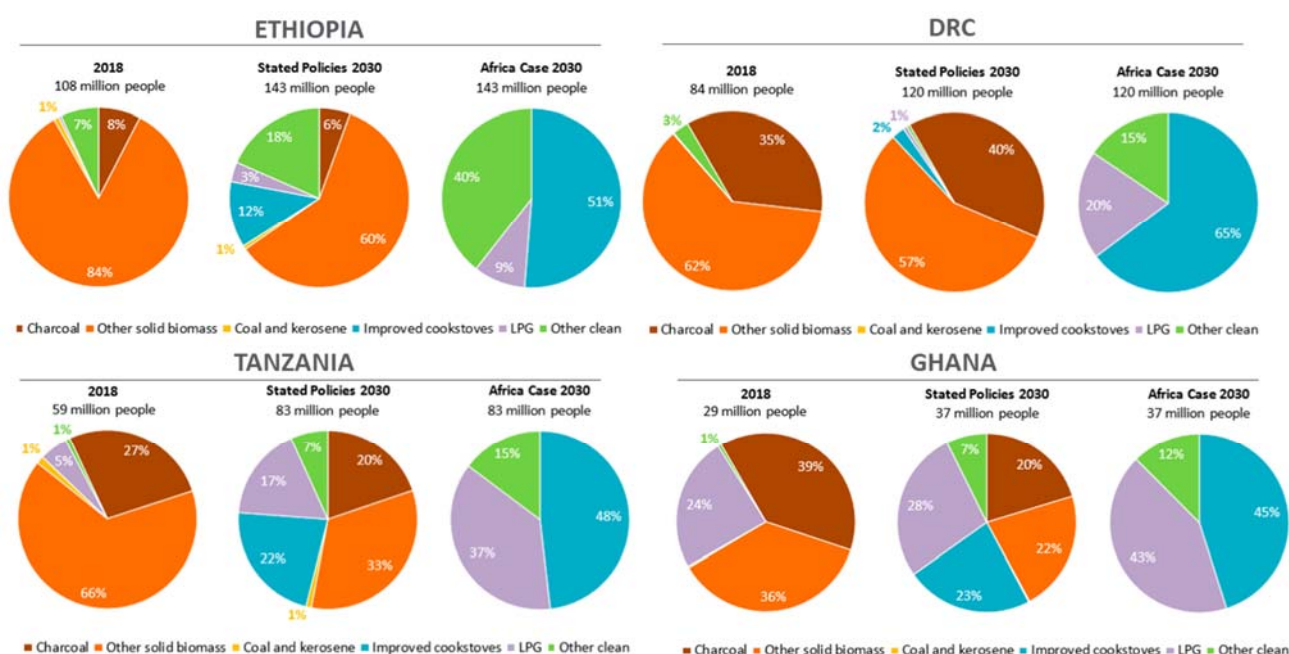 ETHIOPIA
2018
108 million people
1%
7%
8%
84%
Stated Policies 2030
143 million people
18%
6%
3%
12%
1%
60%
Africa Case 2030
143 million people
40%
51%
9%
■ Charcoal ■ Other solid biomass ■ Coal and kerosene ■ Improved cookstoves ■ LPG ■ Other clean
DRC
2018
84 million people
3%
35%
62%
Stated Policies 2030
120 million people
1%
2%
40%
57%
Africa Case 2030
120 million people
15%
20%
65%
■ Charcoal ■ Other solid biomass ■ Coal and kerosene ■ Improved cookstoves ■ LPG ■ Other clean
TANZANIA
2018
59 million people
1%
1%
5%
27%
66%
Stated Policies 2030
83 million people
7%
20%
17%
22%
33%
1%
Africa Case 2030
83 million people
15%
48%
37%
■ Charcoal ■ Other solid biomass ■ Coal and kerosene ■ Improved cookstoves ■ LPG ■ Other clean
GHANA
2018
29 million people
1%
39%
24%
36%
Stated Policies 2030
37 million people
7%
20%
28%
22%
23%
Africa Case 2030
37 million people
12%
45%
43%
■ Charcoal ■ Other solid biomass ■ Coal and kerosene ■ Improved cookstoves ■ LPG ■ Other clean